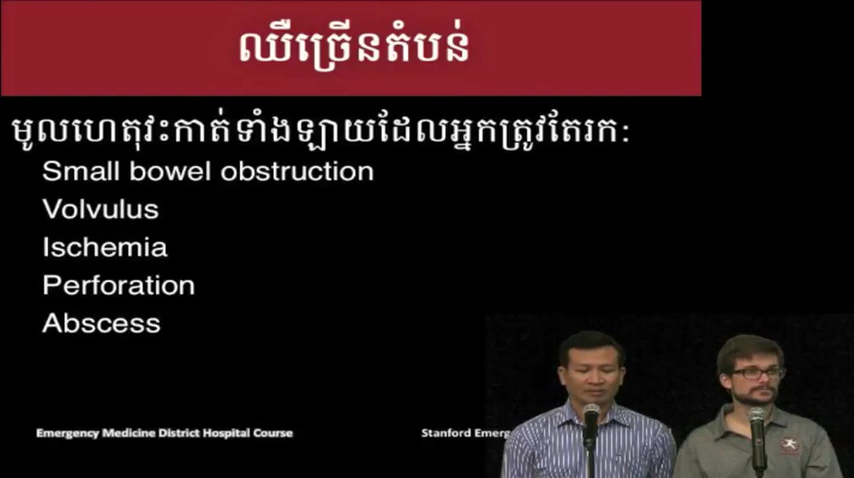 ឈឺច្រើនតំបន់
មូលហេតុវះកាត់ទាំងឡាយដែលអ្នកត្រូវតែរក:
Small bowel obstruction
Volvulus
Ischemia
Perforation
Abscess
Emergency Medicine District Hospital Course
Stanford Emerg